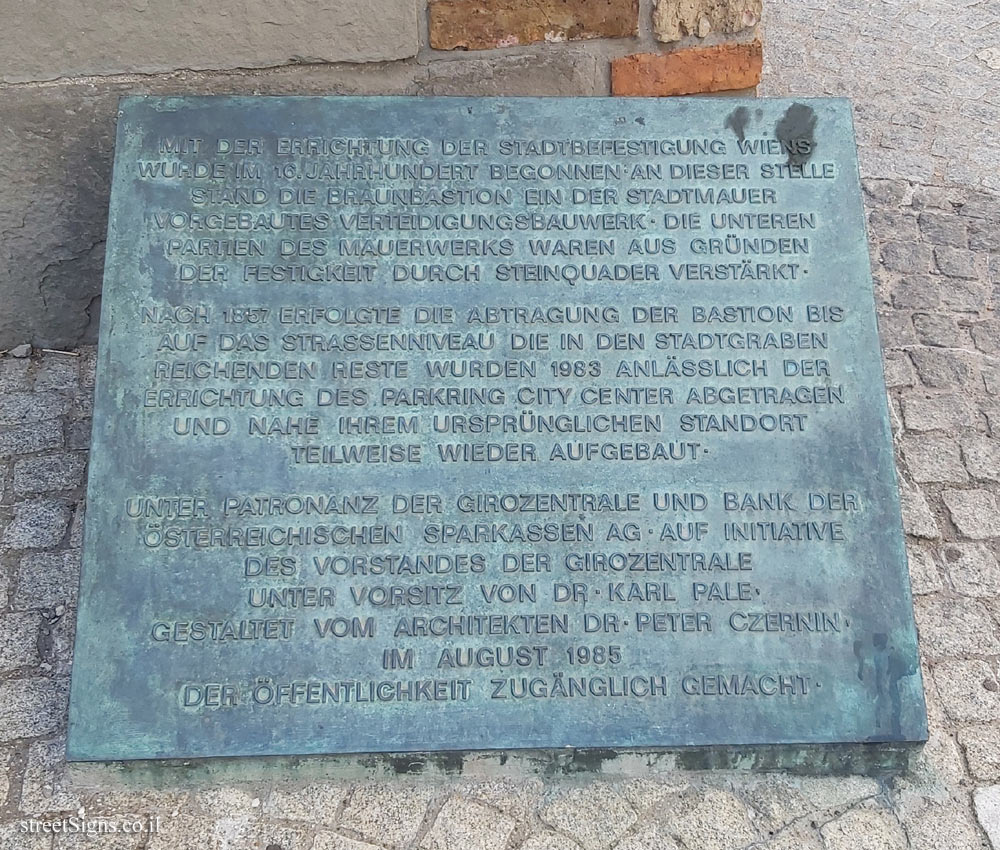 MIT DER ERRICHTUNG DER STADTBEFESTIGUNG WIENS
WURDE IM 16. JAHRHUNDERT BEGONNEN · AN DIESER STELLE
STAND DIE BRAUNBASTION EIN DER STADTMAUER
VORGEBAUTES VERTEIDIGUNGSBAUWERK · DIE UNTEREN
PARTIEN DES MAUERWERKS WAREN AUS GRÜNDEN
DER FESTIGKEIT DURCH STEINQUADER VERSTÄRKT ·
NACH 1857 ERFOLGTE DIE ABTRAGUNG DER BASTION BIS
AUF DAS STRASSENNIVEAU DIE IN DEN STADTGRABEN
REICHENDEN RESTE WURDEN 1983 ANLÄSSLICH DER
ERRICHTUNG DES PARKRING CITY CENTER ABGETRAGEN
UND NAHE IHREM URSPRÜNGLICHEN STANDORT
TEILWEISE WIEDER AUFGEBAUT ·
UNTER PATRONANZ DER GIROZENTRALE UND BANK DER
ÖSTERREICHISCHEN SPARKASSEN AG · AUF INITIATIVE
DES VORSTANDES DER GIROZENTRALE
UNTER VORSITZ VON DR · KARL PALE ·
GESTALTET VOM ARCHITEKTEN DR · PETER CZERNIN ·
IM AUGUST 1985
DER ÖFFENTLICHKEIT ZUGÄNGLICH GEMACHT ·
streetSigns.co.il